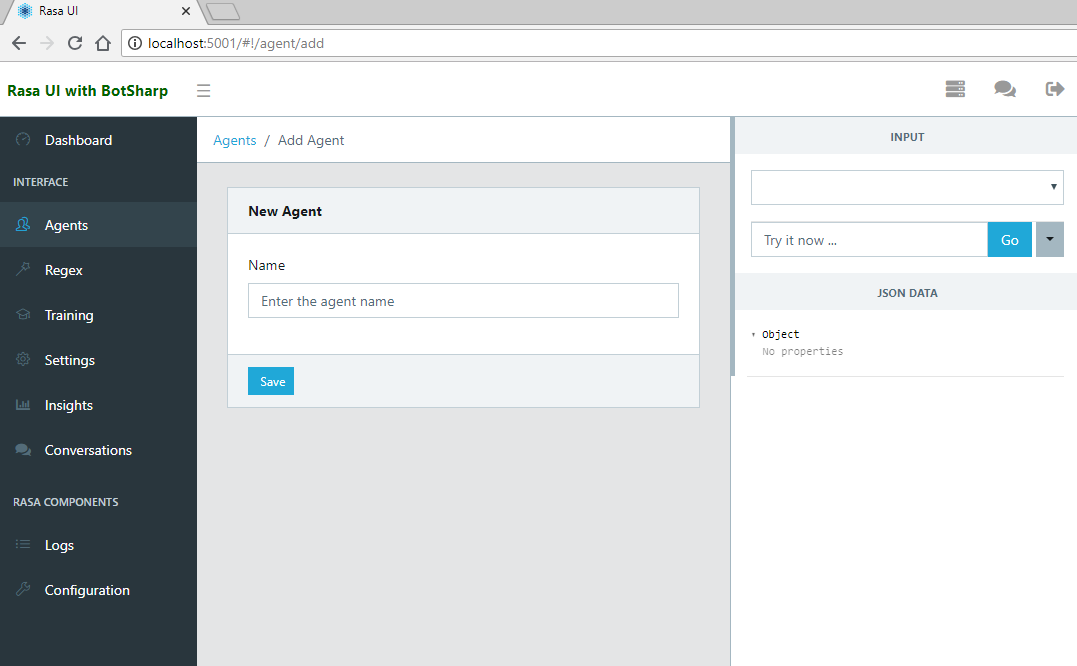 Rasa UI
localhost:5001/#!/agent/add
Rasa UI with BotSharp
Dashboard
INTERFACE
Agents
Regex
Training
Settings
Insights
Conversations
RASA COMPONENTS
Logs
Configuration
Agents / Add Agent
New Agent
Name
Enter the agent name
Save
INPUT
Try it now ... Go
JSON DATA
Object
No properties